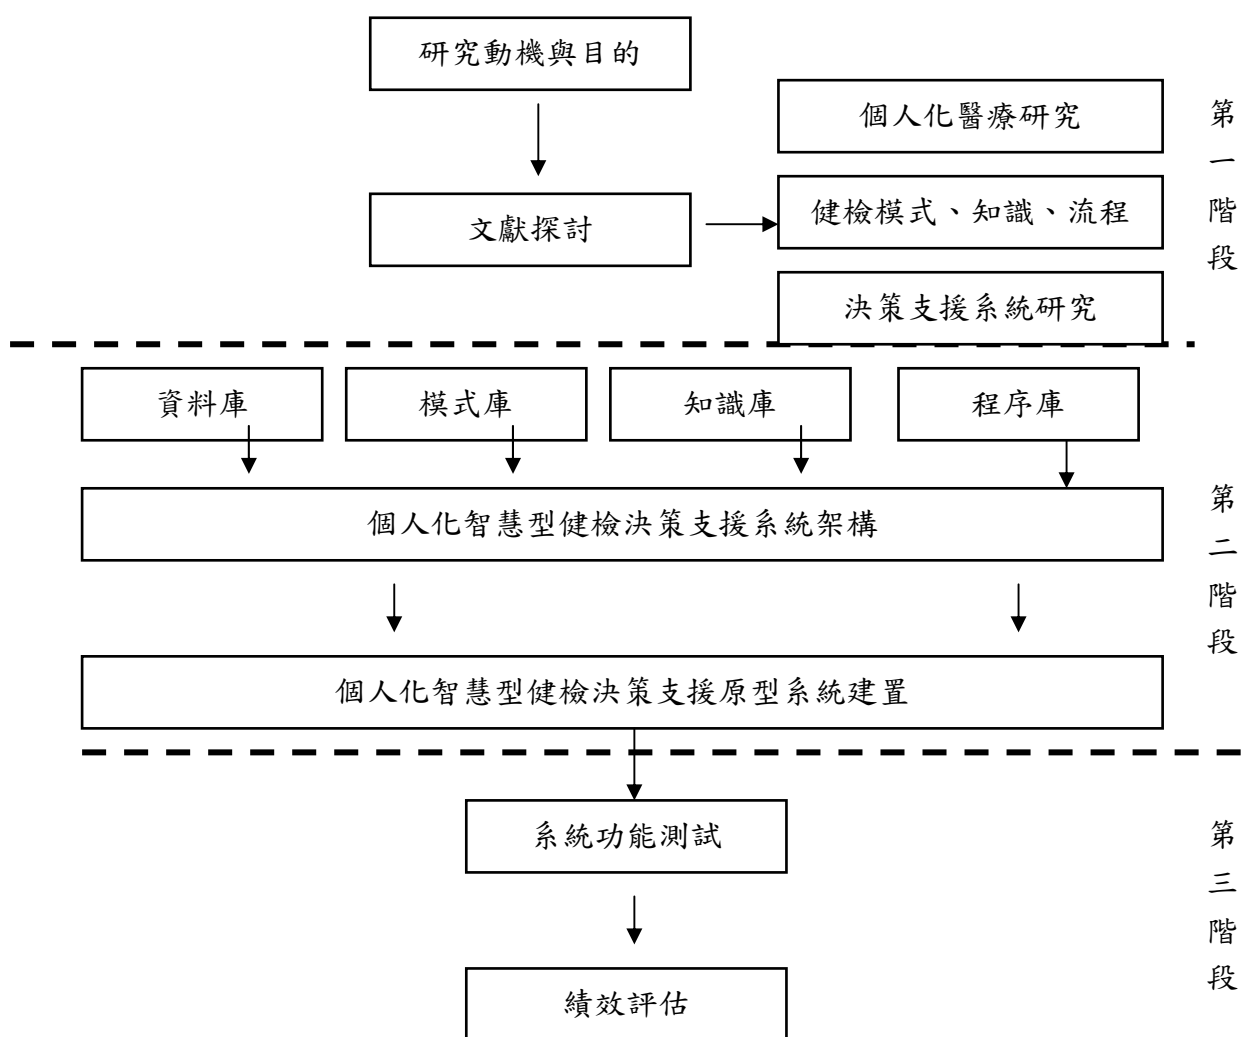 研究動機與目的
個人化醫療研究
健檢模式、知識、流程
文獻探討
決策支援系統研究
第一階段
資料庫
模式庫
知識庫
程序庫
個人化智慧型健檢決策支援系統架構
個人化智慧型健檢決策支援原型系統建置
第二階段
系統功能測試
績效評估
第三階段